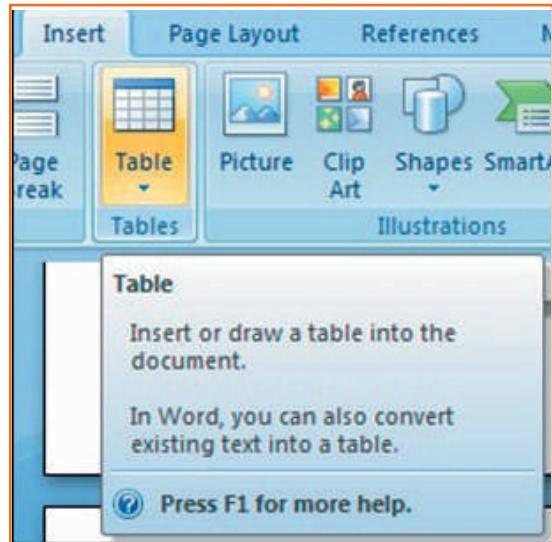 Insert Page Layout References
Page Break
Table
Picture
Clip Art
Shapes
Tables
Illustrations
Table
Insert or draw a table into the
document.
In Word, you can also convert
existing text into a table.
Press F1 for more help.